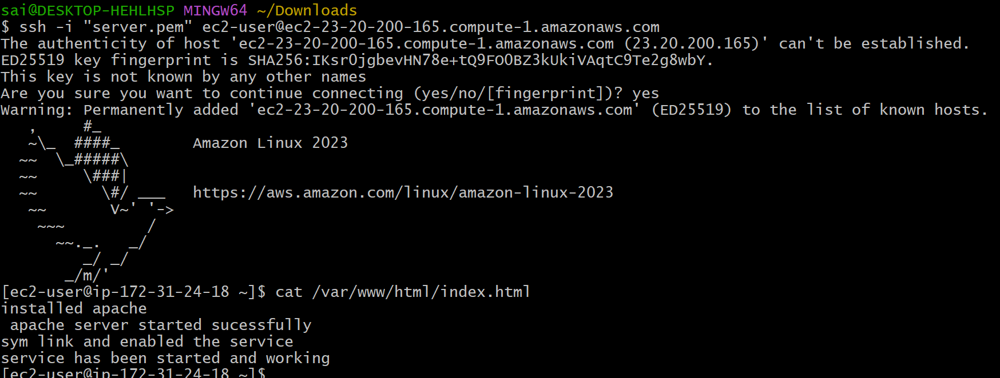 sai@DESKTOP-HEHLHSP MINGW64 ~/Downloads
$ ssh -i "server.pem" ec2-user@ec2-23-20-200-165.compute-1.amazonaws.com
The authenticity of host 'ec2-23-20-200-165.compute-1.amazonaws.com (23.20.200.165)' can't be established.
ED25519 key fingerprint is SHA256:IKsrOjgbevHN78e+tQ9FO0BZ3kUkiVAqtC9Te2g8wbY.
This key is not known by any other names
Are you sure you want to continue connecting (yes/no/[fingerprint])? yes
Warning: Permanently added 'ec2-23-20-200-165.compute-1.amazonaws.com' (ED25519) to the list of known hosts.
   ,     #_
   ~\_  ####_        Amazon Linux 2023
  ~~  \_#####\
  ~~     \###|
  ~~       \#/ ___   https://aws.amazon.com/linux/amazon-linux-2023
   ~~       V~' '->
    ~~~         /
      ~~._.   _/
         _/ _/
       _/m/'
[ec2-user@ip-172-31-24-18 ~]$ cat /var/www/html/index.html
installed apache
 apache server started sucessfully
sym link and enabled the service
service has been started and working
[ec2-user@ip-172-31-24-18 ~]$